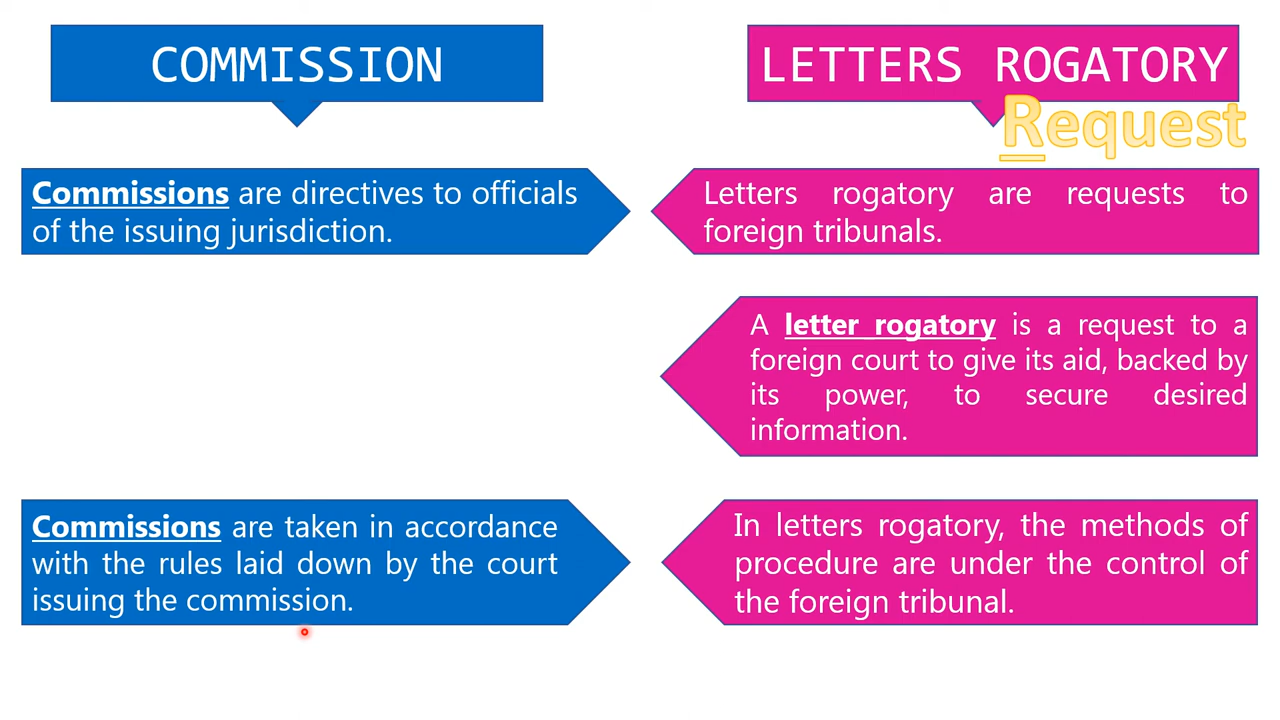 COMMISSION
LETTERS ROGATORY
Request
Commissions are directives to officials
of the issuing jurisdiction.
Letters rogatory are requests to
foreign tribunals.
A letter rogatory is a request to a
foreign court to give its aid, backed by
its power, to secure desired
information.
Commissions are taken in accordance
with the rules laid down by the court
issuing the commission.
In letters rogatory, the methods of
procedure are under the control of
the foreign tribunal.